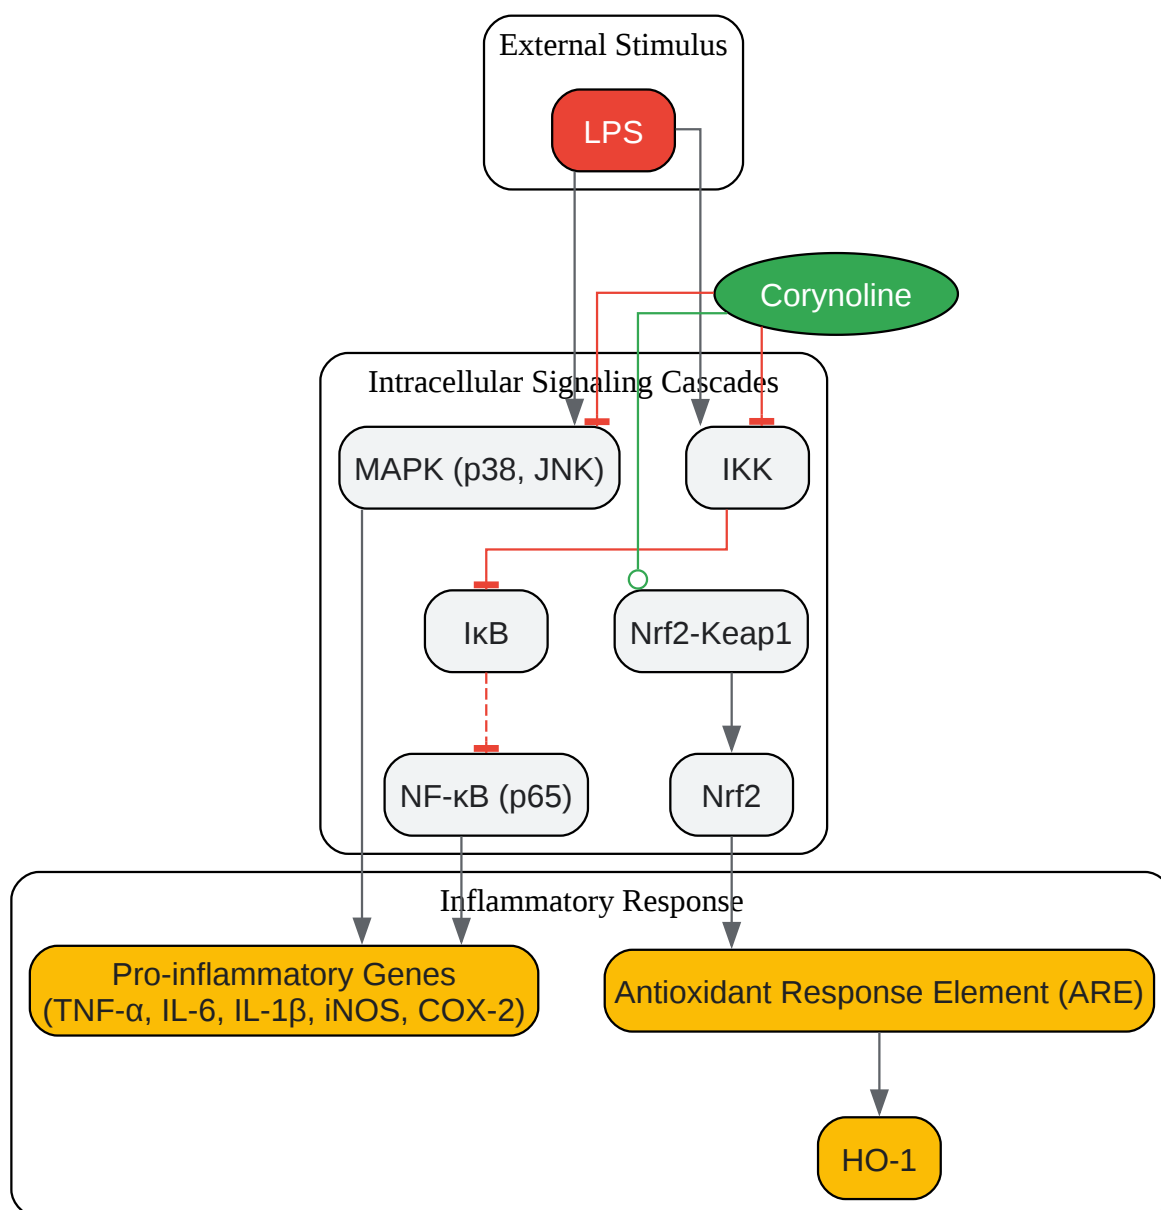 External Stimulus
LPS
Corynoline
Intracellular Signaling Cascades
MAPK (p38, JNK)
IKK
IκB
Nrf2-Keap1
NF-κB (p65)
Nrf2
Inflammatory Response
Pro-inflammatory Genes
(TNF-α, IL-6, IL-1β, iNOS, COX-2)
Antioxidant Response Element (ARE)
HO-1